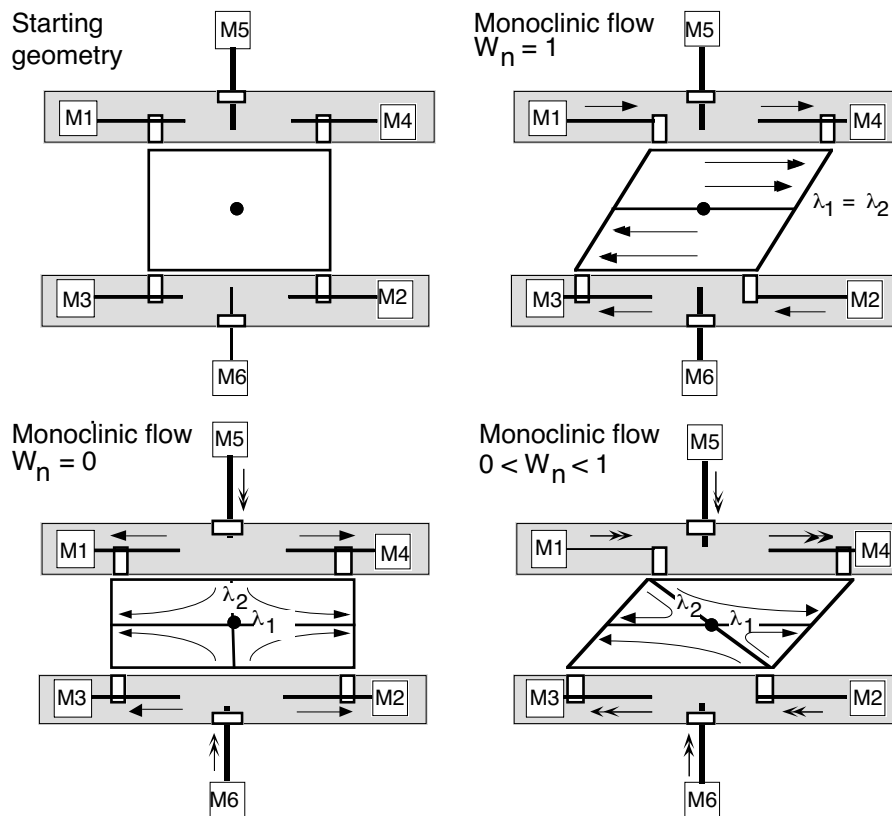 Starting
geometry
M5
M1
M4
M3
M2
M6
Monoclinic flow
Wn = 1
M5
M1
M4
λ1 = λ2
M3
M2
M6
Monoclinic flow
Wn = 0
M5
M1
M4
λ2
λ1
M3
M2
M6
Monoclinic flow
0 < Wn < 1
M5
M1
M4
λ2
λ1
M3
M2
M6